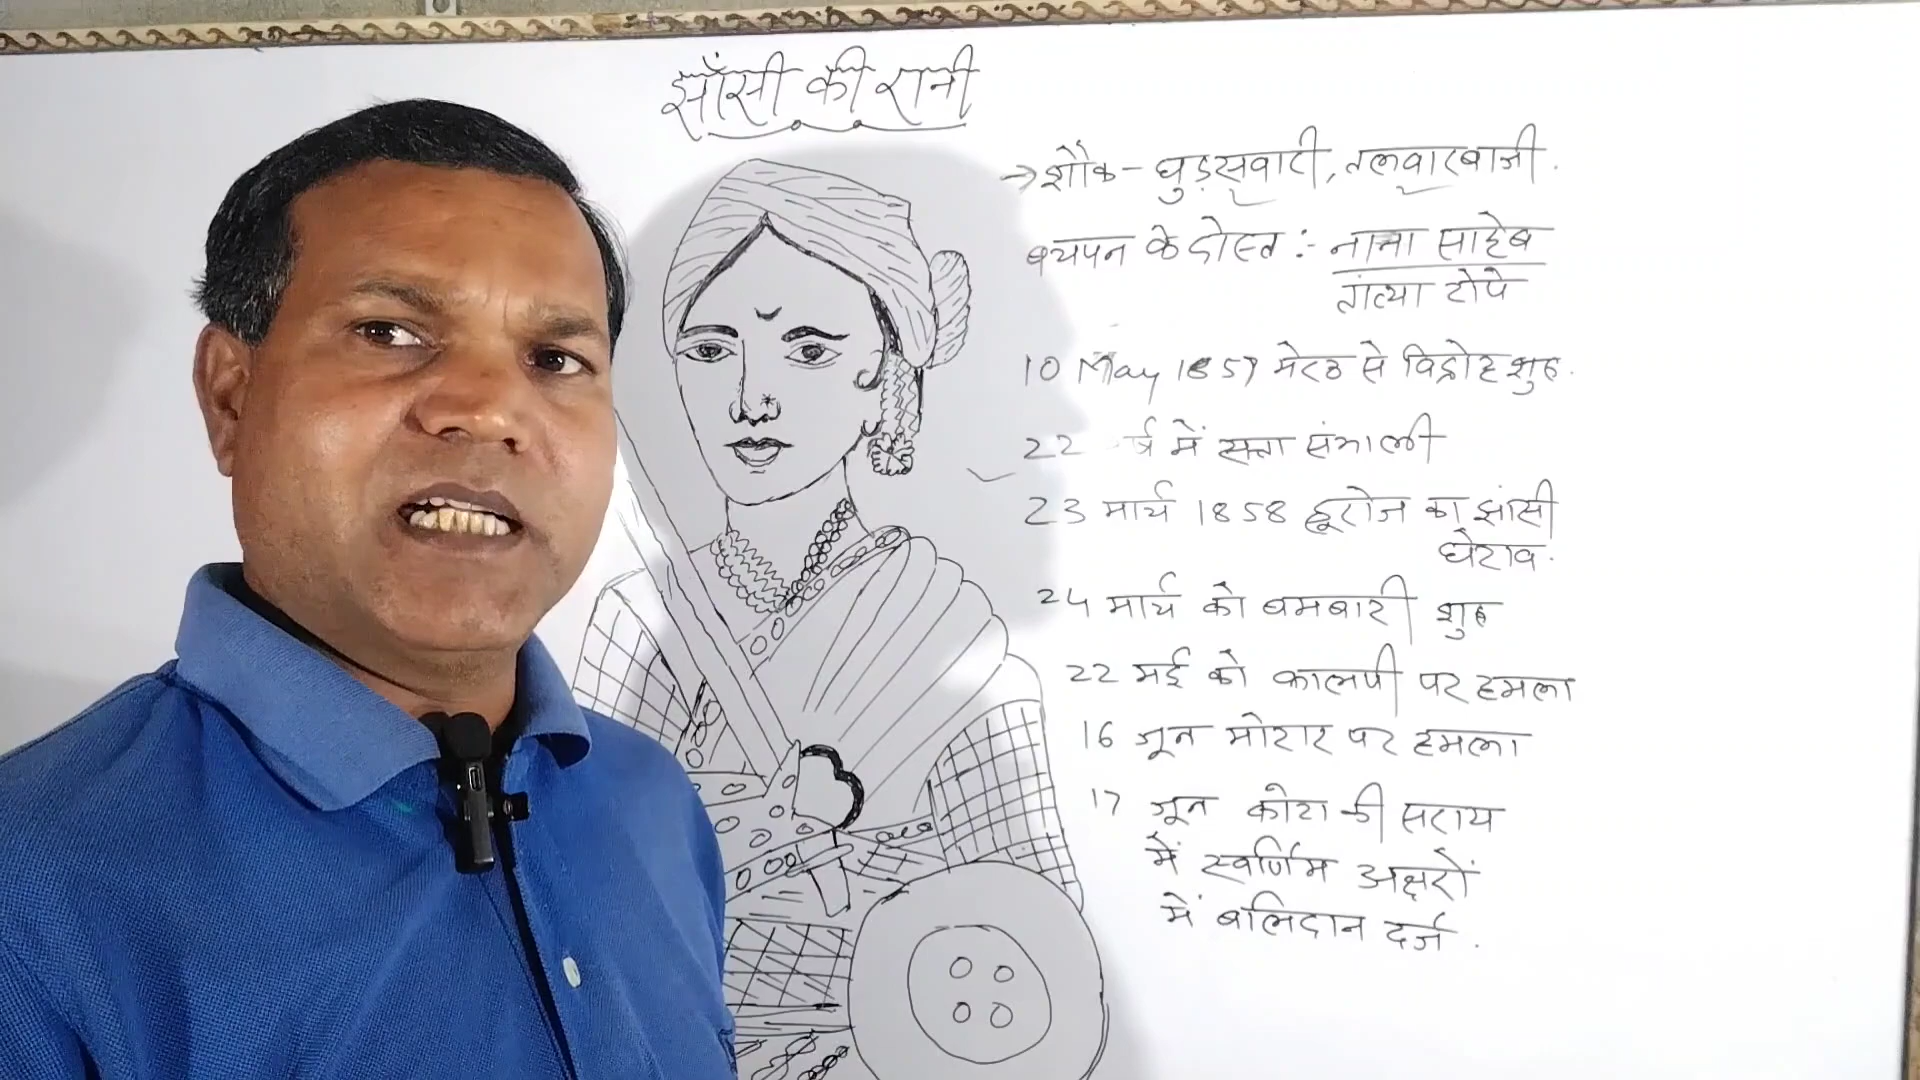 झाँसी की रानी
→ शौक - घुड़सवारी, तलवारबाजी.
बचपन के दोस्त :- नाना साहेब
तांत्या टोपे
10 May 1857 मेरठ से विद्रोह शुरू.
22 में सत्ता संभाली
23 मार्च 1858 ह्यूरोज का झांसी
घेराव.
24 मार्च को बमबारी शुरू
22 मई को कालपी पर हमला
16 जून मोरार पर हमला
17 जून कोटा की सराय
में स्वर्णिम अक्षरों
में बलिदान दर्ज.